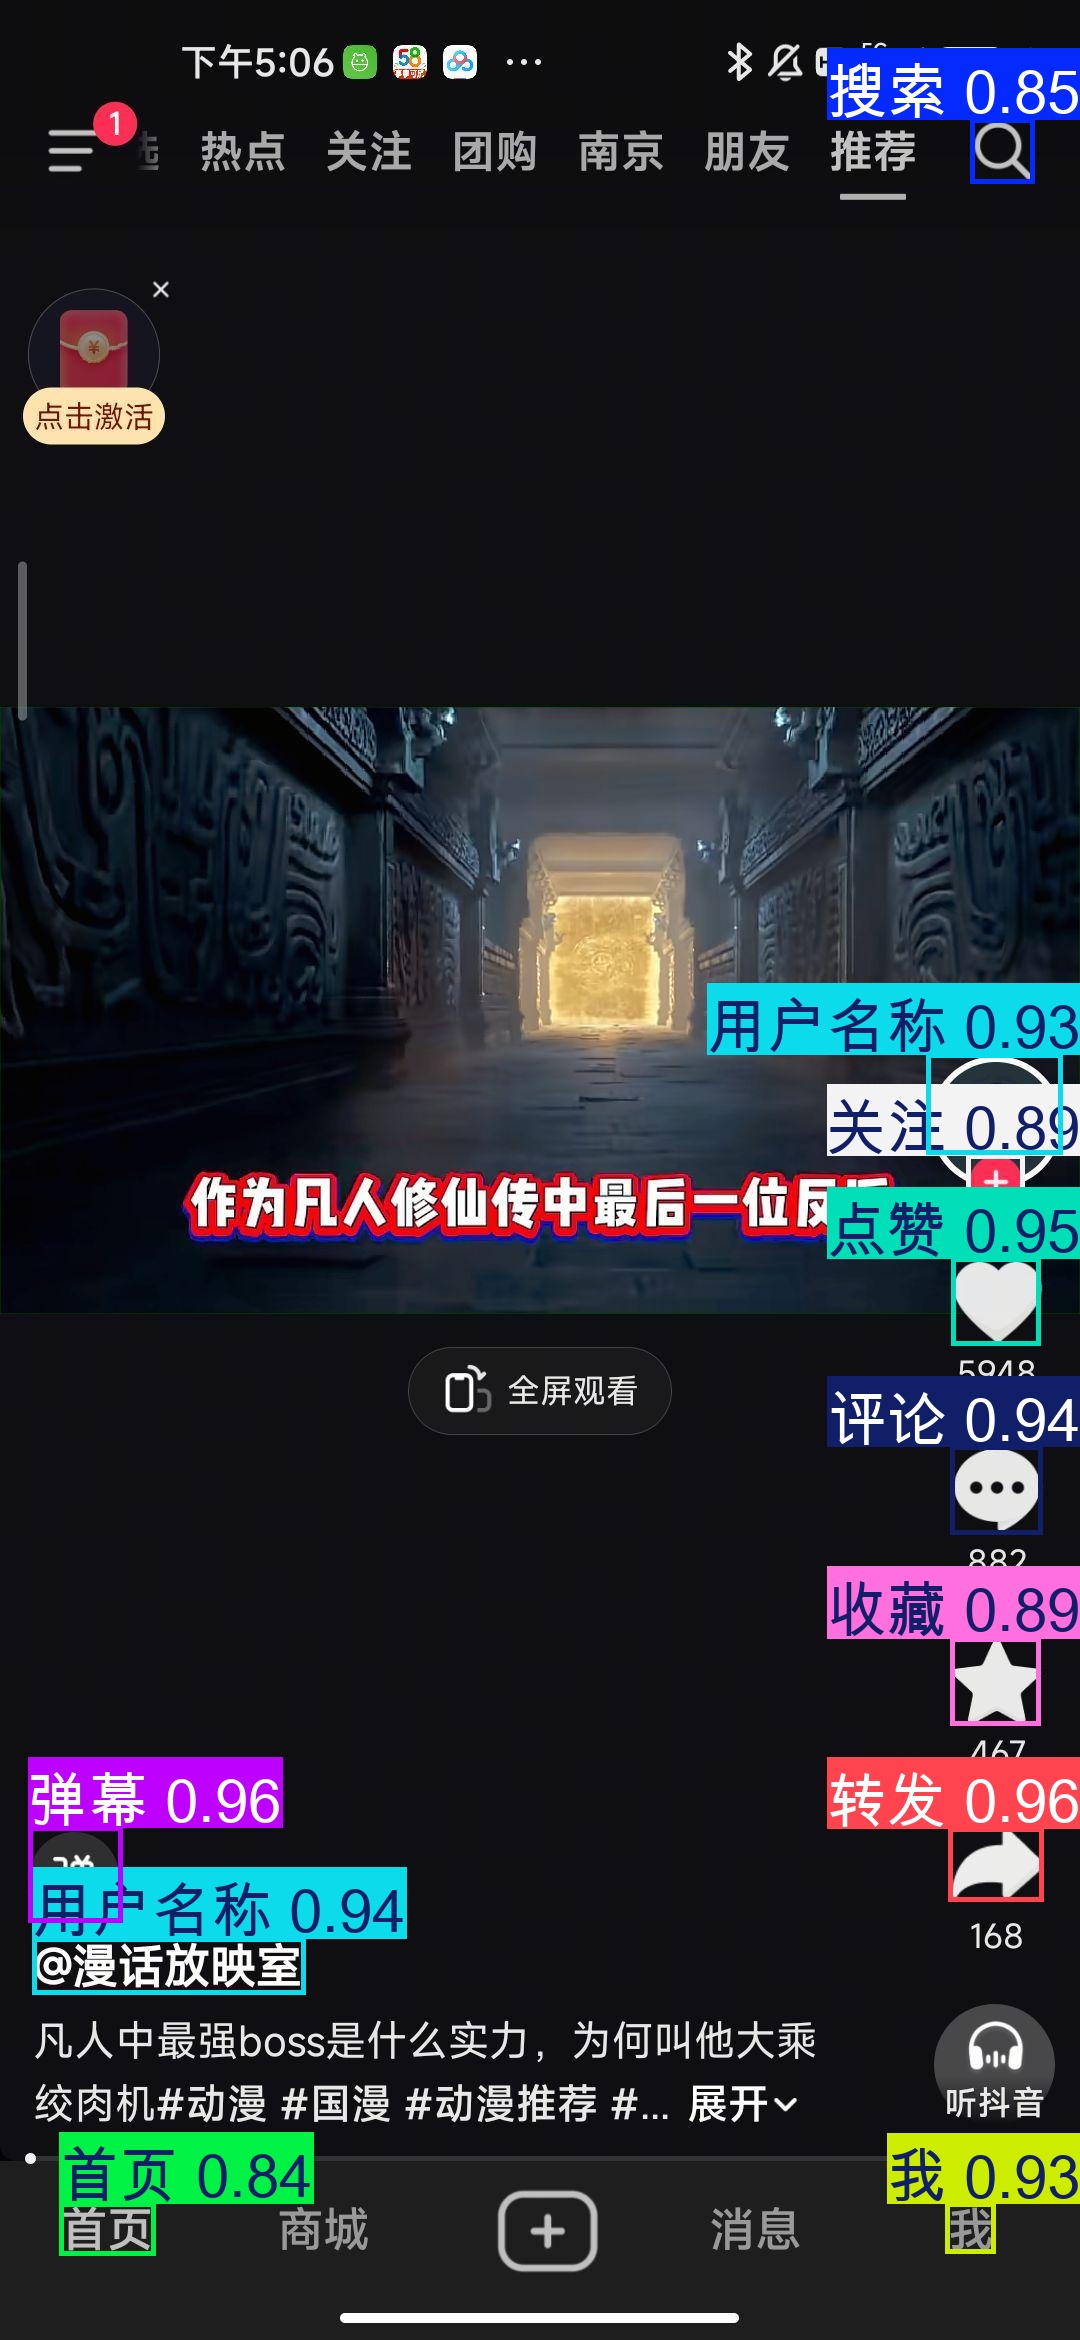 下午5:06
58
搜索 0.85
1
热点 关注 团购 南京 朋友 推荐
点击激活
用户名称 0.93
关注 0.89
作为凡人修仙传中最后一位
点赞 0.95
5948
全屏观看
评论 0.94
882
收藏 0.89
467
弹幕 0.96
转发 0.96
用户名称 0.94
168
@漫话放映室
凡人中最强boss是什么实力，为何叫他大乘
绞肉机#动漫 #国漫 #动漫推荐 #... 展开
听抖音
首页 0.84
我 0.93
首页 商城 消息 我